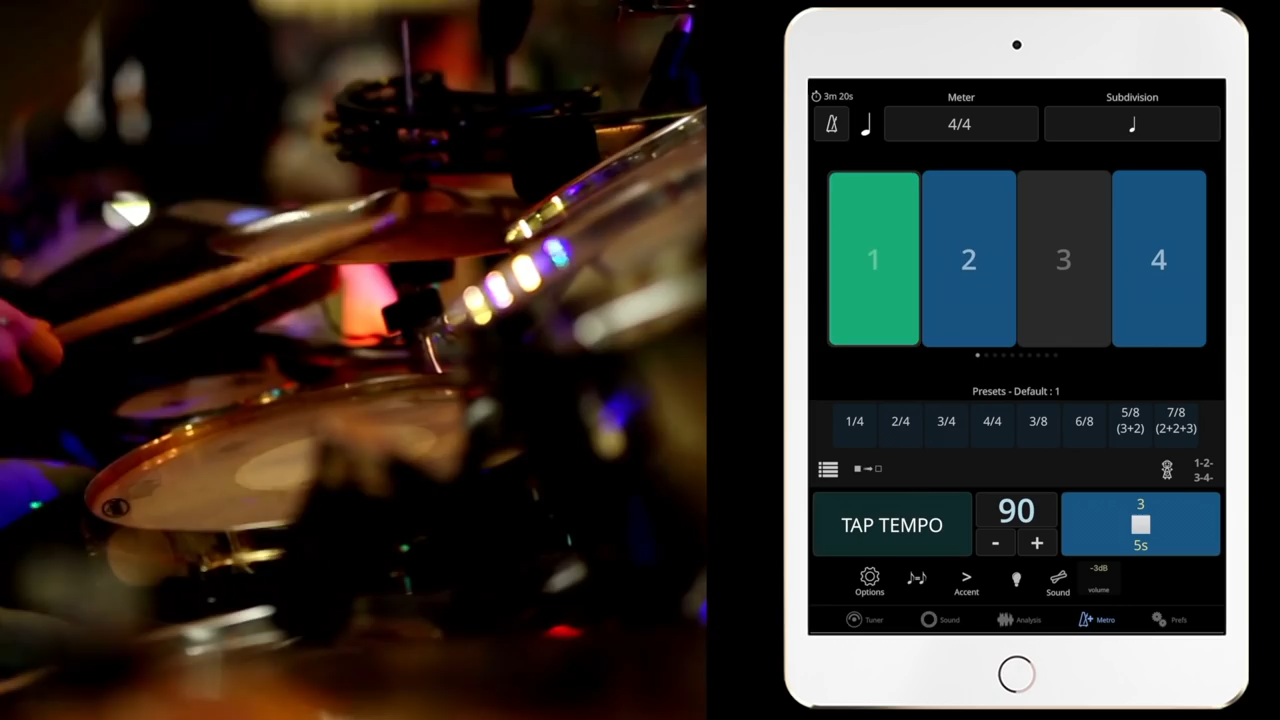 3m 20s
Meter
Subdivision
4/4
1
2
3
4
Presets - Default : 1
1/4
2/4
3/4
4/4
3/8
6/8
5/8
(3+2)
7/8
(2+2+3)
1-2-
3-4-
TAP TEMPO
90
-
+
3
5s
Options
Accent
Sound
-3dB
volume
Tuner
Sound
Analysis
Metro
Prefs